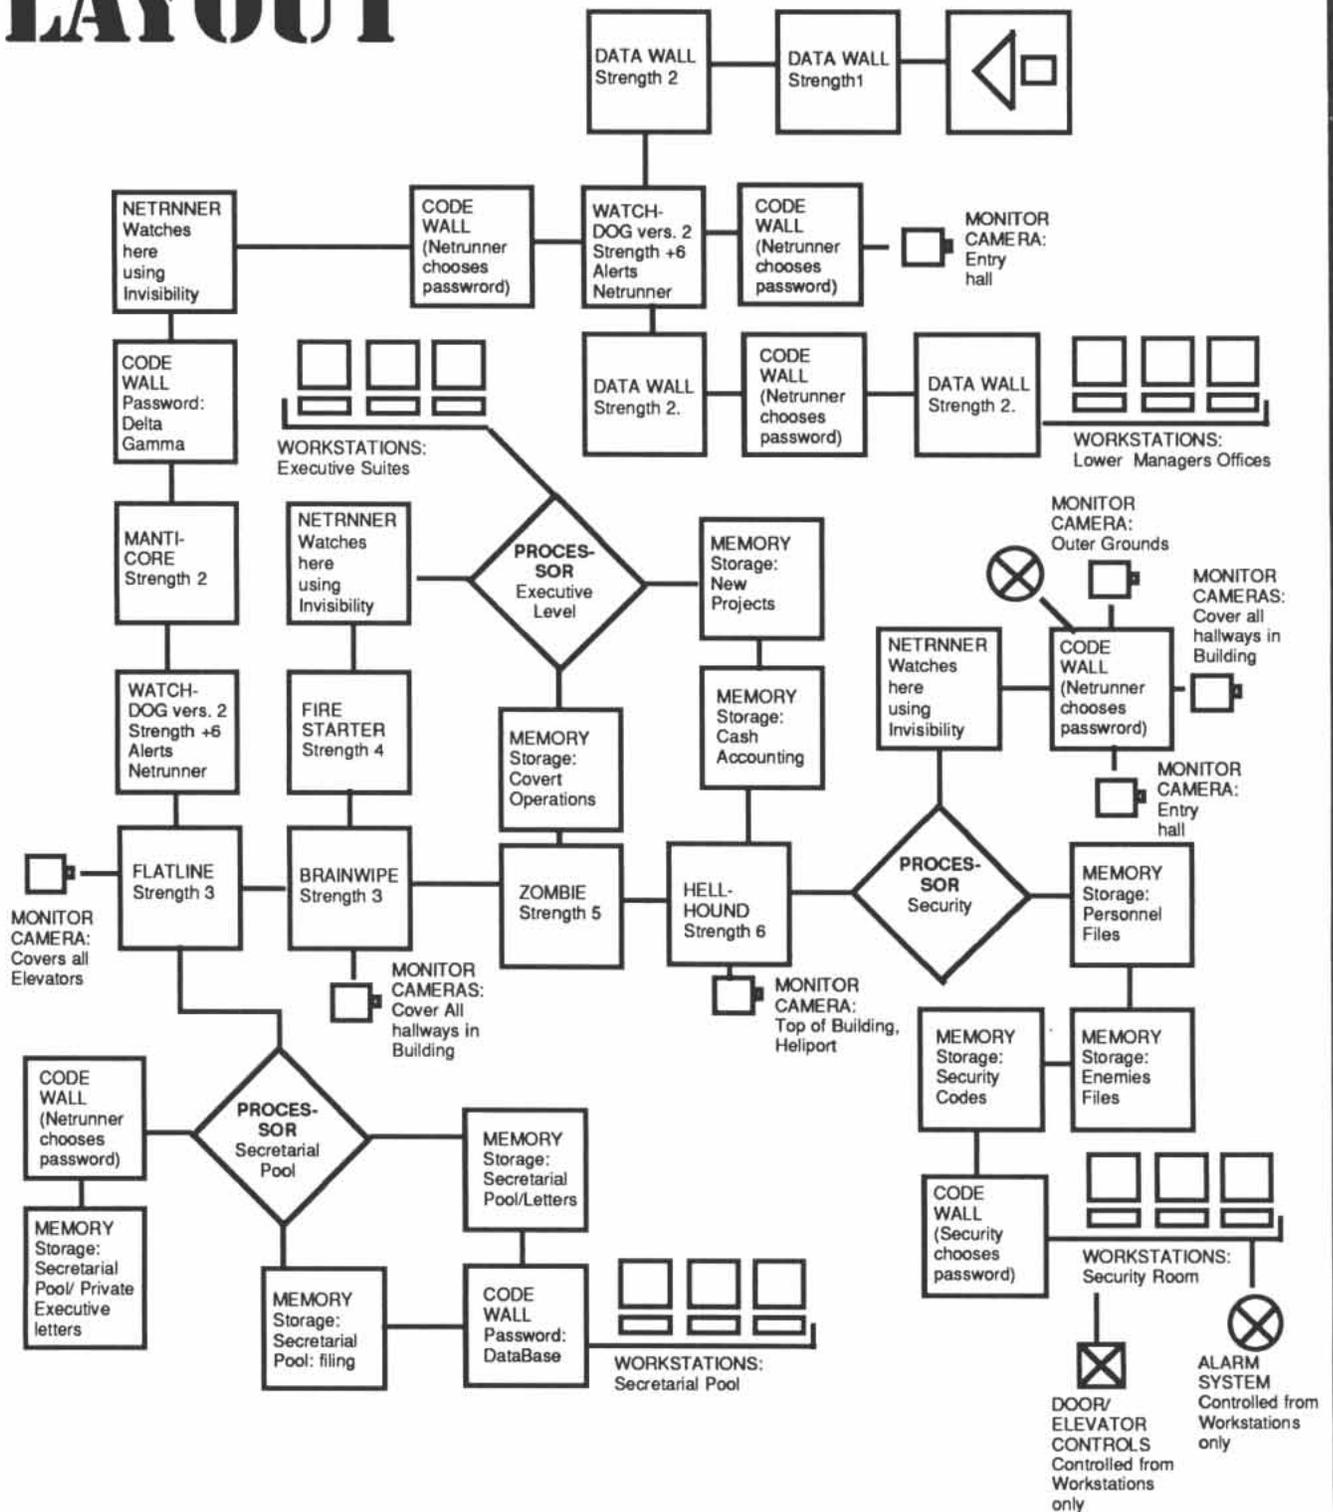 LAYOUT
DATA WALL
Strength 2
DATA WALL
Strength1
NETRNNER
Watches
here
using
Invisibility
CODE
WALL
(Netrunner
chooses
passwrord)
WATCH-
DOG vers. 2
Strength +6
Alerts
Netrunner
CODE
WALL
(Netrunner
chooses
password)
MONITOR
CAMERA:
Entry
hall
CODE
WALL
Password:
Delta
Gamma
WORKSTATIONS:
Executive Suites
DATA WALL
Strength 2.
CODE
WALL
(Netrunner
chooses
password)
DATA WALL
Strength 2.
WORKSTATIONS:
Lower Managers Offices
MANTI-
CORE
Strength 2
NETRNNER
Watches
here
using
Invisibility
PROCES-
SOR
Executive
Level
MEMORY
Storage:
New
Projects
MONITOR
CAMERA:
Outer Grounds
MONITOR
CAMERAS:
Cover all
hallways in
Building
NETRNNER
Watches
here
using
Invisibility
CODE
WALL
(Netrunner
chooses
passwrord)
WATCH-
DOG vers. 2
Strength +6
Alerts
Netrunner
FIRE
STARTER
Strength 4
MEMORY
Storage:
Covert
Operations
MEMORY
Storage:
Cash
Accounting
MONITOR
CAMERA:
Entry
hall
FLATLINE
Strength 3
BRAINWIPE
Strength 3
ZOMBIE
Strength 5
HELL-
HOUND
Strength 6
PROCES-
SOR
Security
MEMORY
Storage:
Personnel
Files
MONITOR
CAMERA:
Covers all
Elevators
MONITOR
CAMERAS:
Cover All
hallways in
Building
MONITOR
CAMERA:
Top of Building,
Heliport
MEMORY
Storage:
Security
Codes
MEMORY
Storage:
Enemies
Files
CODE
WALL
(Netrunner
chooses
password)
PROCES-
SOR
Secretarial
Pool
MEMORY
Storage:
Secretarial
Pool/Letters
CODE
WALL
(Security
chooses
password)
WORKSTATIONS:
Security Room
MEMORY
Storage:
Secretarial
Pool/ Private
Executive
letters
MEMORY
Storage:
Secretarial
Pool: filing
CODE
WALL
Password:
DataBase
WORKSTATIONS:
Secretarial Pool
DOOR/
ELEVATOR
CONTROLS
Controlled from
Workstations
only
ALARM
SYSTEM
Controlled from
Workstations
only